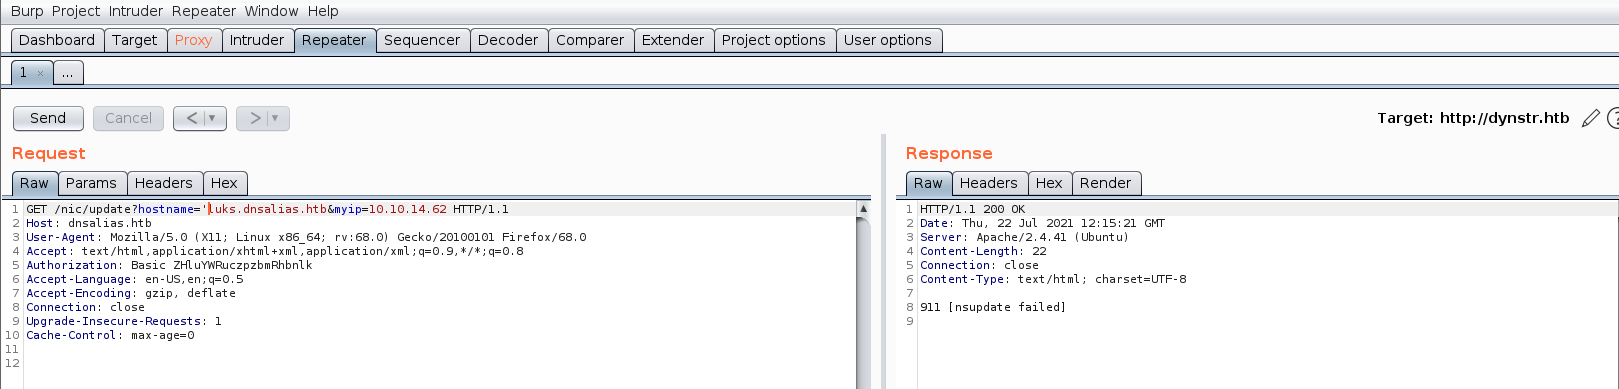 Burp Project Intruder Repeater Window Help
Dashboard Target Proxy Intruder Repeater Sequencer Decoder Comparer Extender Project options User options
1 × ...
Send Cancel < ▼ > ▼ Target: http://dynstr.htb ?
Request
Raw Params Headers Hex
1 GET /nic/update?hostname='luks.dnsalias.htb&myip=10.10.14.62 HTTP/1.1
2 Host: dnsalias.htb
3 User-Agent: Mozilla/5.0 (X11; Linux x86_64; rv:68.0) Gecko/20100101 Firefox/68.0
4 Accept: text/html,application/xhtml+xml,application/xml;q=0.9,*/*;q=0.8
5 Authorization: Basic ZHluYWRuczpzbmRhbnlk
6 Accept-Language: en-US,en;q=0.5
7 Accept-Encoding: gzip, deflate
8 Connection: close
9 Upgrade-Insecure-Requests: 1
10 Cache-Control: max-age=0
11
12
Response
Raw Headers Hex Render
1 HTTP/1.1 200 OK
2 Date: Thu, 22 Jul 2021 12:15:21 GMT
3 Server: Apache/2.4.41 (Ubuntu)
4 Content-Length: 22
5 Connection: close
6 Content-Type: text/html; charset=UTF-8
7
8 911 [nsupdate failed]
9